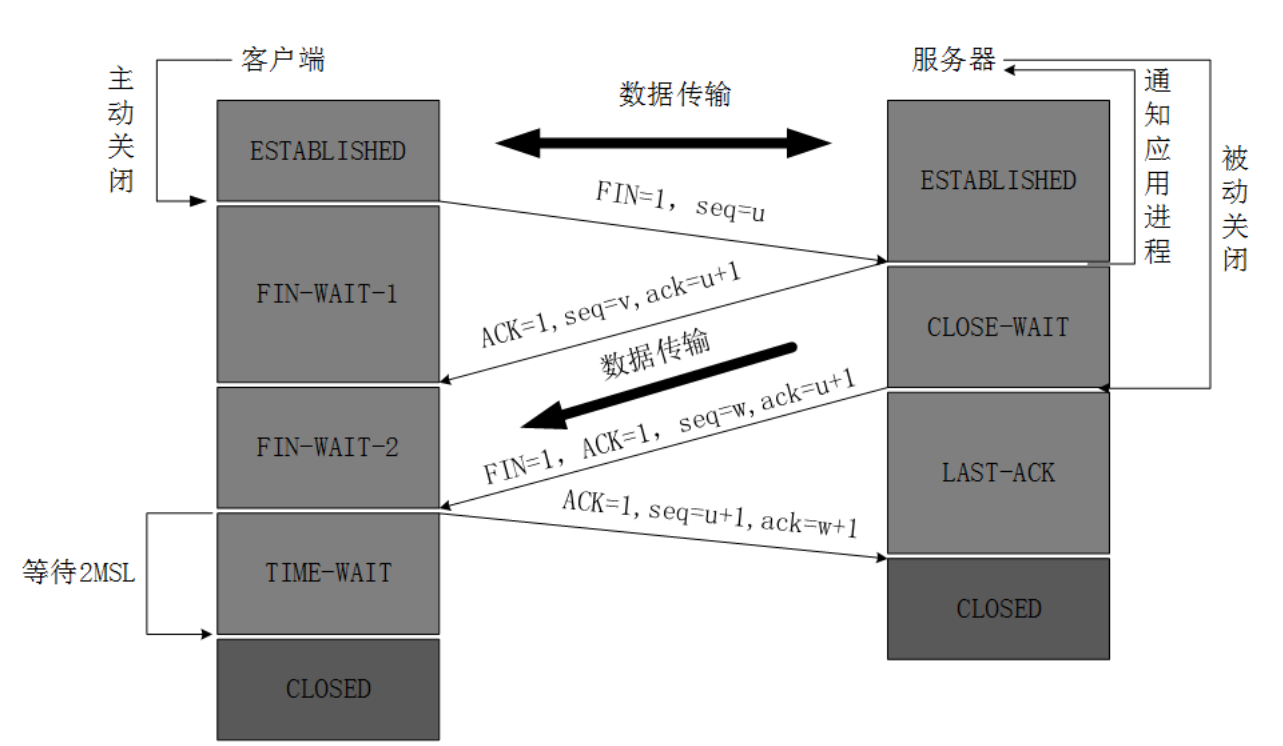 客户端
服务器
主动关闭
数据传输
通知应用进程
被动关闭
ESTABLISHED
ESTABLISHED
FIN=1, seq=u
FIN-WAIT-1
ACK=1,seq=v,ack=u+1
CLOSE-WAIT
数据传输
FIN-WAIT-2
FIN=1, ACK=1, seq=w,ack=u+1
LAST-ACK
ACK=1,seq=u+1,ack=w+1
等待2MSL
TIME-WAIT
CLOSED
CLOSED